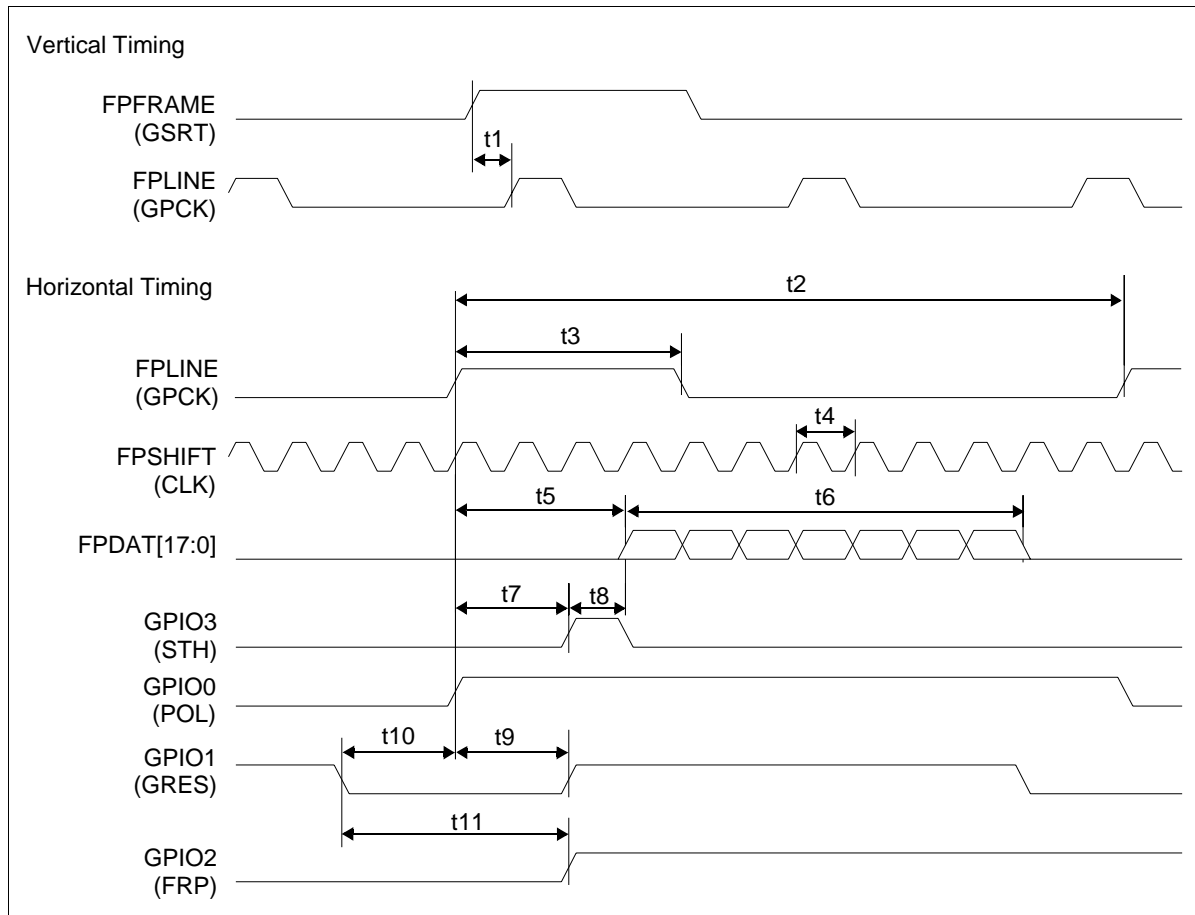 Vertical Timing
FPFRAME
(GSRT)
t1
FPLINE
(GPCK)
Horizontal Timing
t2
t3
FPLINE
(GPCK)
t4
FPSHIFT
(CLK)
t5
t6
FPDAT[17:0]
t7
t8
GPIO3
(STH)
GPIO0
(POL)
t10
t9
GPIO1
(GRES)
t11
GPIO2
(FRP)